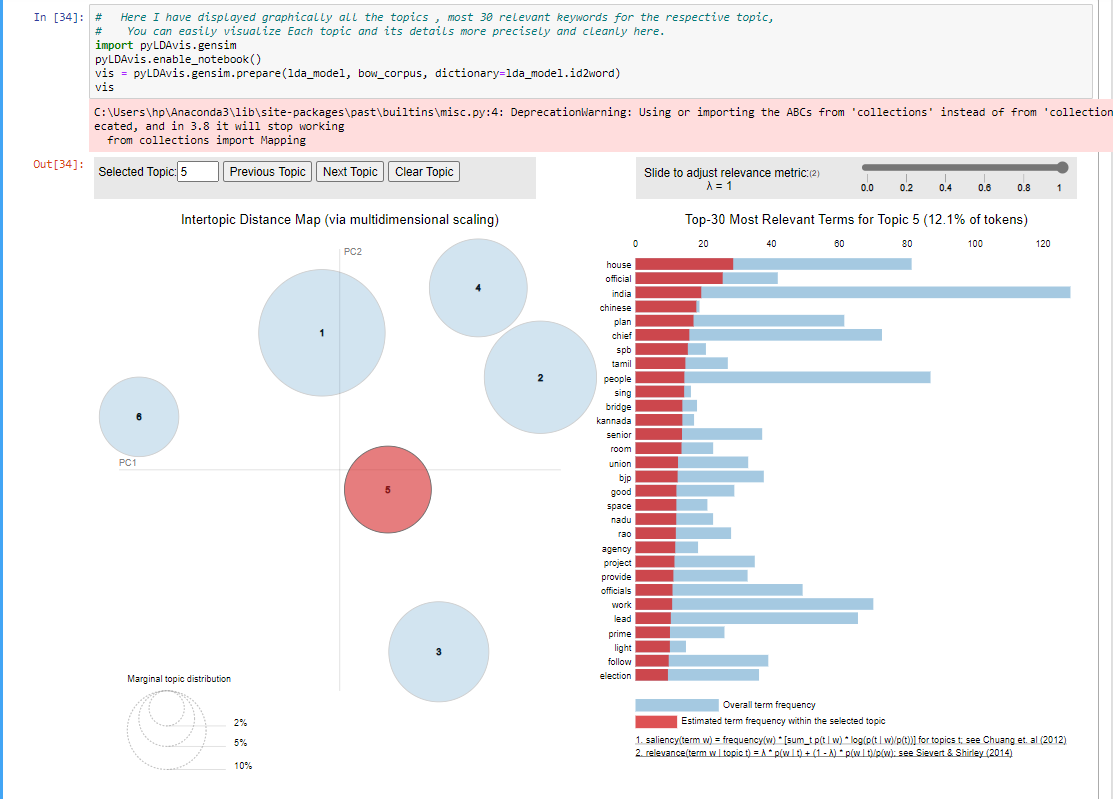 In [34]:
#   Here I have displayed graphically all the topics , most 30 relevant keywords for the respective topic,
#    You can easily visualize Each topic and its details more precisely and cleanly here.
import pyLDAvis.gensim
pyLDAvis.enable_notebook()
vis = pyLDAvis.gensim.prepare(lda_model, bow_corpus, dictionary=lda_model.id2word)
vis
C:\Users\hp\Anaconda3\lib\site-packages\past\builtins\misc.py:4: DeprecationWarning: Using or importing the ABCs from 'collections' instead of from 'collection
ecated, and in 3.8 it will stop working
  from collections import Mapping
Out[34]:
Selected Topic: 5 Previous Topic Next Topic Clear Topic
Slide to adjust relevance metric:(2)
λ = 1
0.0 0.2 0.4 0.6 0.8 1
Intertopic Distance Map (via multidimensional scaling)
PC2
4
1
2
6
PC1
5
3
Marginal topic distribution
2%
5%
10%
Top-30 Most Relevant Terms for Topic 5 (12.1% of tokens)
0 20 40 60 80 100 120
house
official
india
chinese
plan
chief
spb
tamil
people
sing
bridge
kannada
senior
room
union
bjp
good
space
nadu
rao
agency
project
provide
officials
work
lead
prime
light
follow
election
Overall term frequency
Estimated term frequency within the selected topic
1. saliency(term w) = frequency(w) * [sum_t p(t | w) * log(p(t | w)/p(t))] for topics t; see Chuang et. al (2012)
2. relevance(term w | topic t) = λ * p(w | t) + (1 - λ) * p(w | t)/p(w); see Sievert & Shirley (2014)